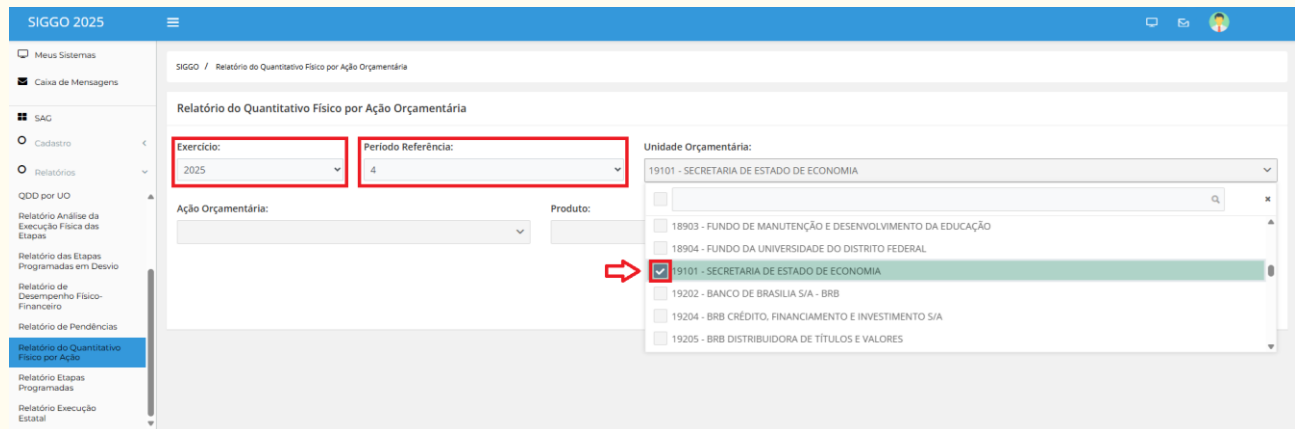 SIGGO 2025
Meus Sistemas
Caixa de Mensagens
SAG
Cadastro
Relatórios
QDD por UO
Relatório Análise da
Execução Física das
Etapas
Relatório das Etapas
Programadas em Desvio
Relatório de
Desempenho Físico-
Financeiro
Relatório de Pendências
Relatório do Quantitativo
Físico por Ação
Relatório Etapas
Programadas
Relatório Execução
Estatal
SIGGO / Relatório do Quantitativo Físico por Ação Orçamentária
Relatório do Quantitativo Físico por Ação Orçamentária
Exercício:
2025
Período Referência:
4
Unidade Orçamentária:
19101 - SECRETARIA DE ESTADO DE ECONOMIA
Ação Orçamentária:
Produto:
18903 - FUNDO DE MANUTENÇÃO E DESENVOLVIMENTO DA EDUCAÇÃO
18904 - FUNDO DA UNIVERSIDADE DO DISTRITO FEDERAL
19101 - SECRETARIA DE ESTADO DE ECONOMIA
19202 - BANCO DE BRASILIA S/A - BRB
19204 - BRB CRÉDITO, FINANCIAMENTO E INVESTIMENTO S/A
19205 - BRB DISTRIBUIDORA DE TÍTULOS E VALORES